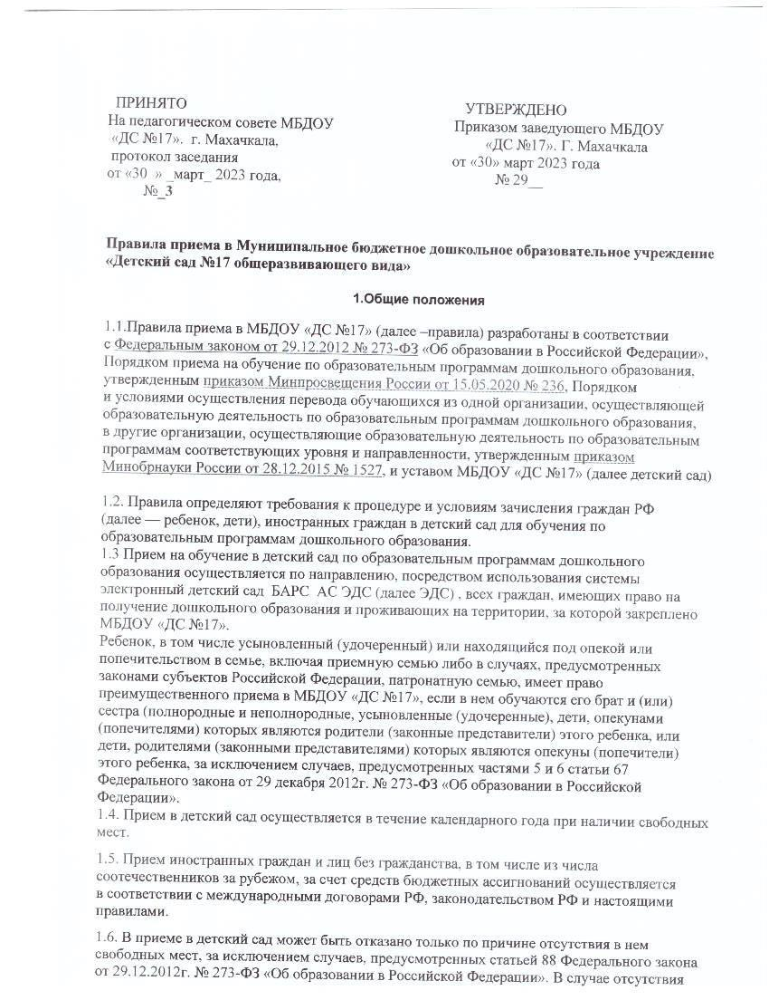 ПРИНЯТО
На педагогическом совете МБДОУ
«ДС №17». г. Махачкала,
протокол заседания
от «30 » _март_ 2023 года,
№_3
УТВЕРЖДЕНО
Приказом заведующего МБДОУ
«ДС №17». Г. Махачкала
от «30» март 2023 года
№ 29__
Правила приема в Муниципальное бюджетное дошкольное образовательное учреждение
«Детский сад №17 общеразвивающего вида»
1.Общие положения
1.1.Правила приема в МБДОУ «ДС №17» (далее –правила) разработаны в соответствии
с Федеральным законом от 29.12.2012 № 273-ФЗ «Об образовании в Российской Федерации»,
Порядком приема на обучение по образовательным программам дошкольного образования,
утвержденным приказом Минпросвещения России от 15.05.2020 № 236, Порядком
и условиями осуществления перевода обучающихся из одной организации, осуществляющей
образовательную деятельность по образовательным программам дошкольного образования,
в другие организации, осуществляющие образовательную деятельность по образовательным
программам соответствующих уровня и направленности, утвержденным приказом
Минобрнауки России от 28.12.2015 № 1527, и уставом МБДОУ «ДС №17» (далее детский сад)
1.2. Правила определяют требования к процедуре и условиям зачисления граждан РФ
(далее — ребенок, дети), иностранных граждан в детский сад для обучения по
образовательным программам дошкольного образования.
1.3 Прием на обучение в детский сад по образовательным программам дошкольного
образования осуществляется по направлению, посредством использования системы
электронный детский сад БАРС АС ЭДС (далее ЭДС) , всех граждан, имеющих право на
получение дошкольного образования и проживающих на территории, за которой закреплено
МБДОУ «ДС №17».
Ребенок, в том числе усыновленный (удочеренный) или находящийся под опекой или
попечительством в семье, включая приемную семью либо в случаях, предусмотренных
законами субъектов Российской Федерации, патронатную семью, имеет право
преимущественного приема в МБДОУ «ДС №17», если в нем обучаются его брат и (или)
сестра (полнородные и неполнородные, усыновленные (удочеренные), дети, опекунами
(попечителями) которых являются родители (законные представители) этого ребенка, или
дети, родителями (законными представителями) которых являются опекуны (попечители)
этого ребенка, за исключением случаев, предусмотренных частями 5 и 6 статьи 67
Федерального закона от 29 декабря 2012г. № 273-ФЗ «Об образовании в Российской
Федерации».
1.4. Прием в детский сад осуществляется в течение календарного года при наличии свободных
мест.
1.5. Прием иностранных граждан и лиц без гражданства, в том числе из числа
соотечественников за рубежом, за счет средств бюджетных ассигнований осуществляется
в соответствии с международными договорами РФ, законодательством РФ и настоящими
правилами.
1.6. В приеме в детский сад может быть отказано только по причине отсутствия в нем
свободных мест, за исключением случаев, предусмотренных статьей 88 Федерального закона
от 29.12.2012г. № 273-ФЗ «Об образовании в Российской Федерации». В случае отсутствия